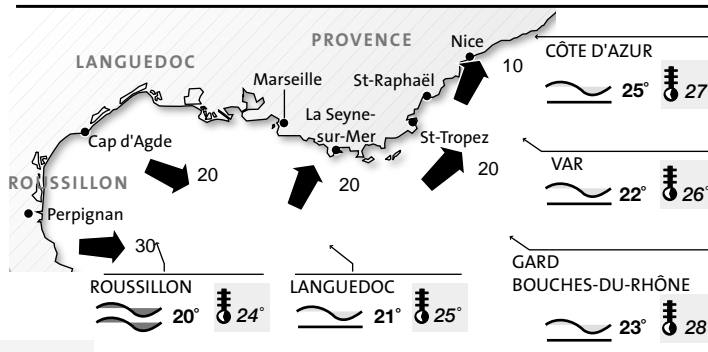 PROVENCE
Nice
LANGUEDOC
10
CÔTE D'AZUR
25°
27
Marseille
St-Raphaël
La Seyne-
sur-Mer
St-Tropez
Cap d'Agde
20
20
20
VAR
22°
26°
ROUSSILLON
Perpignan
30
GARD
BOUCHES-DU-RHÔNE
23°
28
ROUSSILLON
20°
24°
LANGUEDOC
21°
25°